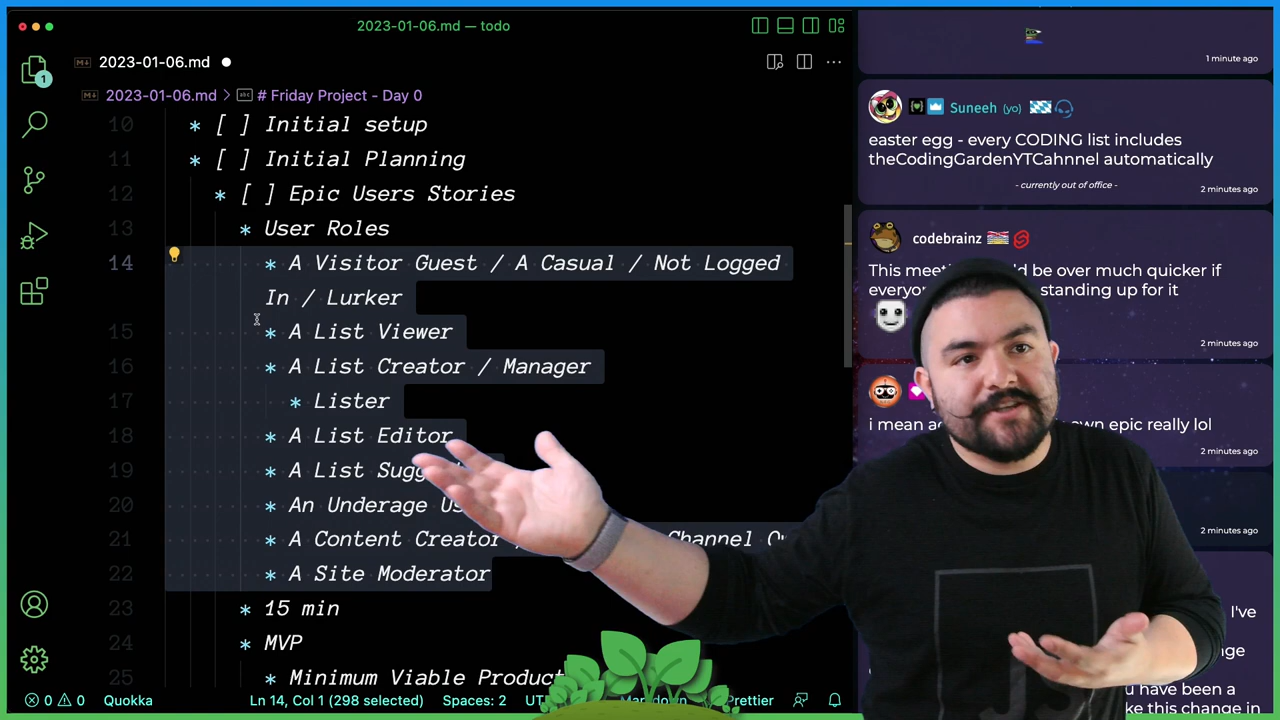 2023-01-06.md — todo
2023-01-06.md
2023-01-06.md > # Friday Project - Day 0
1
10 * [ ] Initial setup
11 * [ ] Initial Planning
12 * [ ] Epic Users Stories
13 * User Roles
14 * A Visitor Guest / A Casual / Not Logged
In / Lurker
15 * A List Viewer
16 * A List Creator / Manager
17 * Lister
18 * A List Editor
19 * A List
20 * An Underage
21 * A Content Creator Channel
22 * A Site Moderator
23 * 15 min
24 * MVP
25 * Minimum Viable Product
0 0 Quokka Ln 14, Col 1 (298 selected) Spaces: 2 Markdown Prettier
1 minute ago
Suneeh (yo)
easter egg - every CODING list includes
theCodingGardenYTCahnnel automatically
- currently out of office -
2 minutes ago
codebrainz
This be over much quicker if
standing up for it
2 minutes ago
i mean own epic really lol
2 minutes ago
2 minutes ago
I've
have been a
this change in
JS